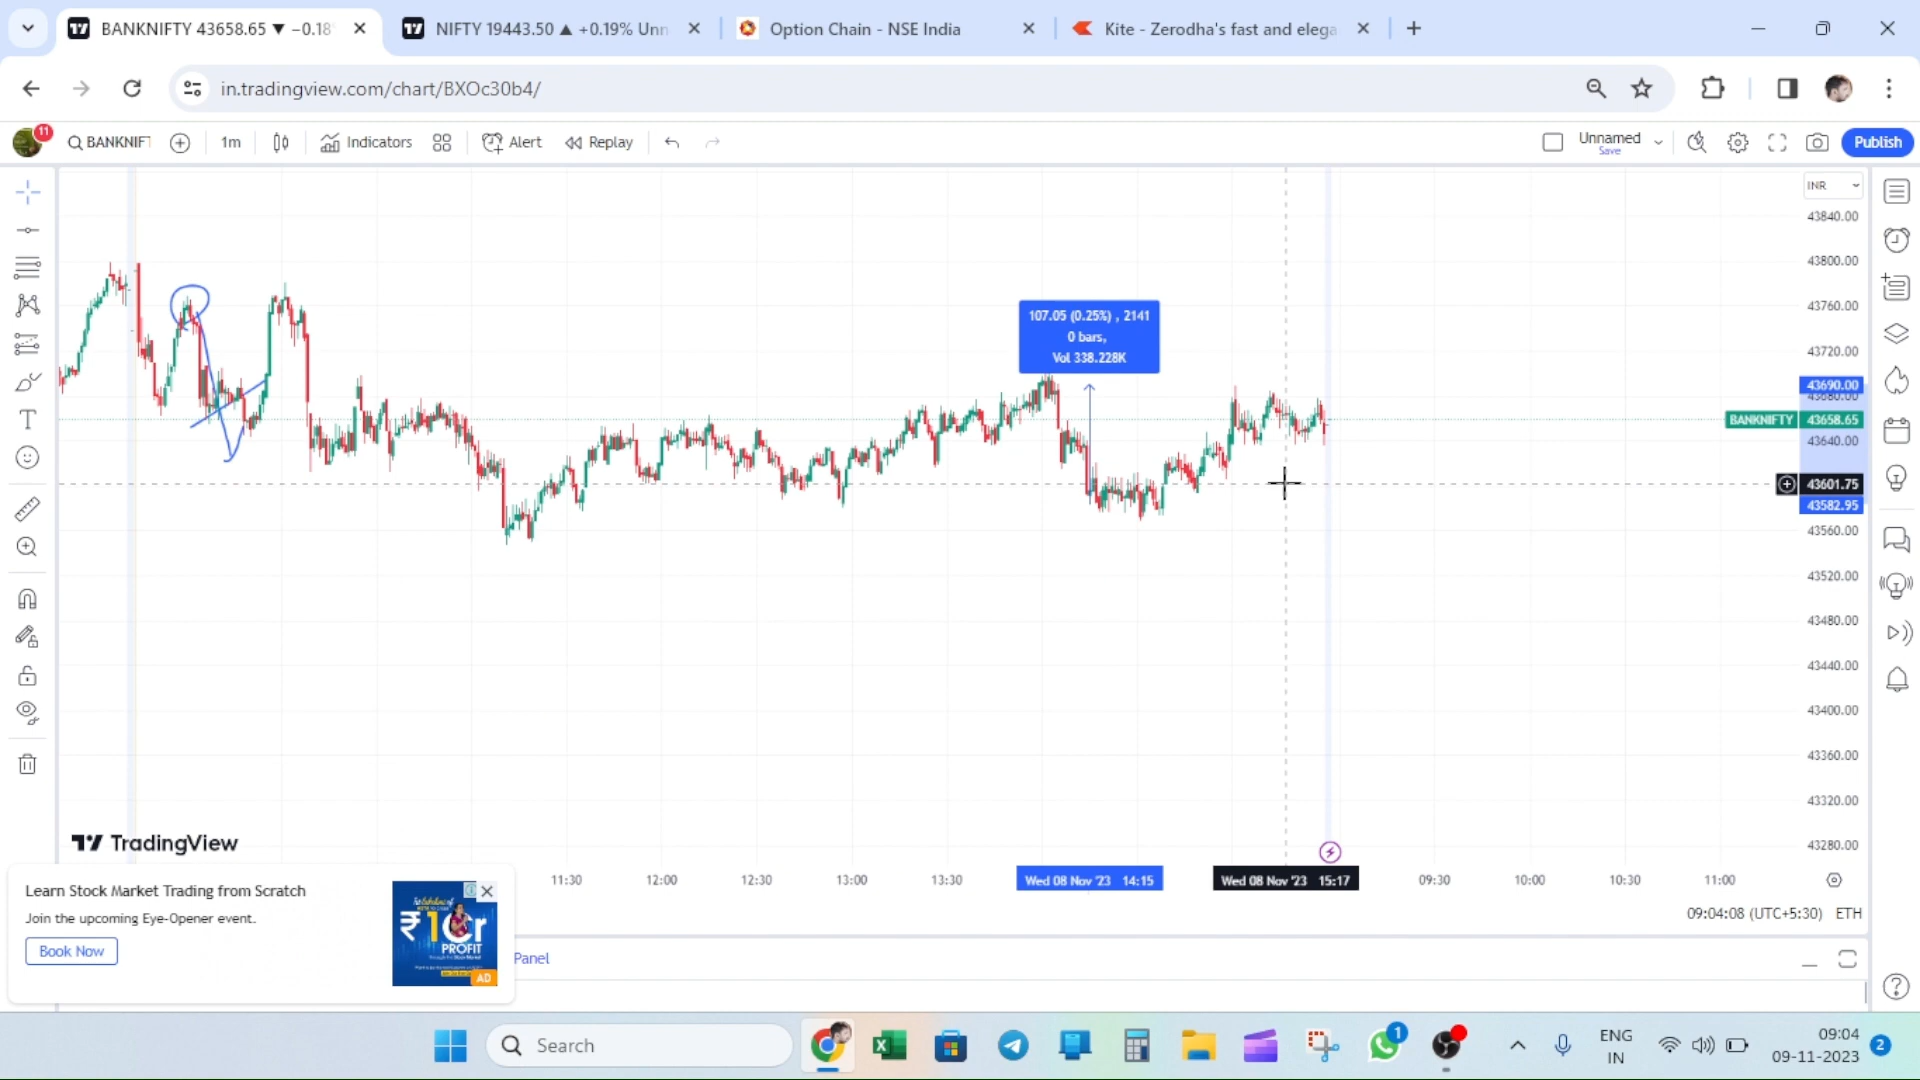 BANKNIFTY 43658.65 ▼ −0.18
NIFTY 19443.50 ▲ +0.19% Unn
Option Chain - NSE India
Kite - Zerodha's fast and elega
in.tradingview.com/chart/BXOc30b4/
11
BANKNIFT
1m
Indicators
Alert
Replay
Unnamed
Save
Publish
INR
43840.00
43800.00
43760.00
43720.00
43690.00
43680.00
BANKNIFTY 43658.65
43640.00
43601.75
43582.95
43560.00
43520.00
43480.00
43440.00
43400.00
43360.00
43320.00
43280.00
107.05 (0.25%) , 2141
0 bars,
Vol 338.228K
TradingView
11:30 12:00 12:30 13:00 13:30 Wed 08 Nov '23 14:15 Wed 08 Nov '23 15:17 09:30 10:00 10:30 11:00
09:04:08 (UTC+5:30) ETH
Learn Stock Market Trading from Scratch
Join the upcoming Eye-Opener event.
Book Now
₹1Cr
PROFIT
AD
Panel
Search
1
ENG
IN
09:04
09-11-2023
2